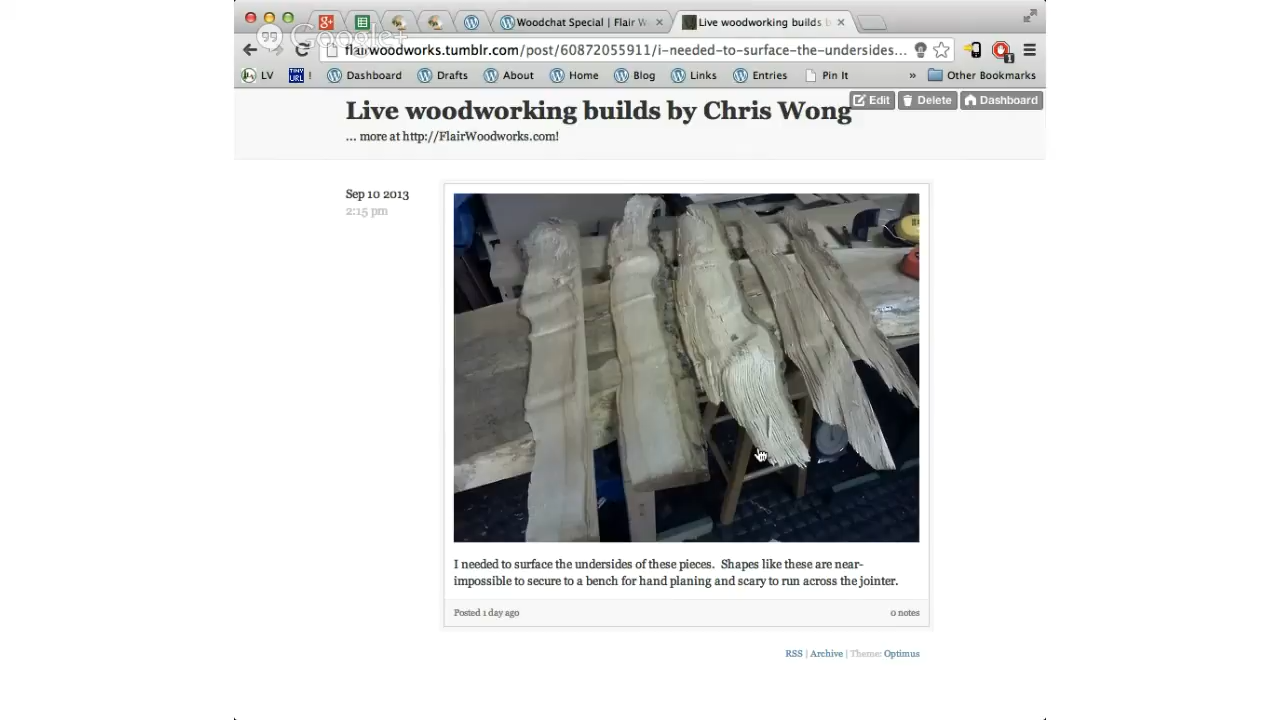 Woodchat Special | Flair W
Live woodworking builds b
Google+
flairwoodworks.tumblr.com/post/60872055911/i-needed-to-surface-the-undersides...
1
LV
TINY URL
!
Dashboard
Drafts
About
Home
Blog
Links
Entries
Pin It
»
Other Bookmarks
Edit
Delete
Dashboard
Live woodworking builds by Chris Wong
... more at http://FlairWoodworks.com!
Sep 10 2013
2:15 pm
I needed to surface the undersides of these pieces. Shapes like these are near-
impossible to secure to a bench for hand planing and scary to run across the jointer.
Posted 1 day ago
0 notes
RSS | Archive | Theme: Optimus